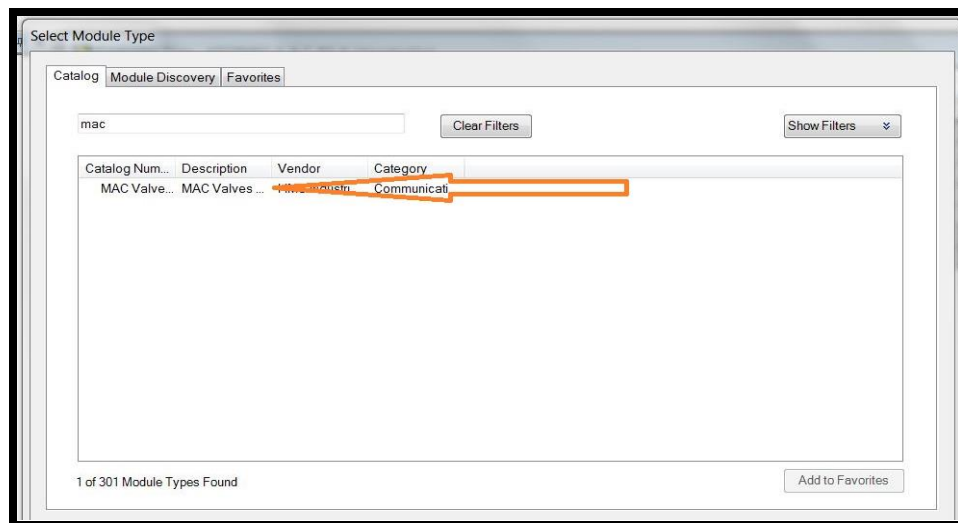 Select Module Type
Catalog Module Discovery Favorites
mac Clear Filters Show Filters
Catalog Num... Description Vendor Category
MAC Valve... MAC Valves ... Communicati
1 of 301 Module Types Found
Add to Favorites